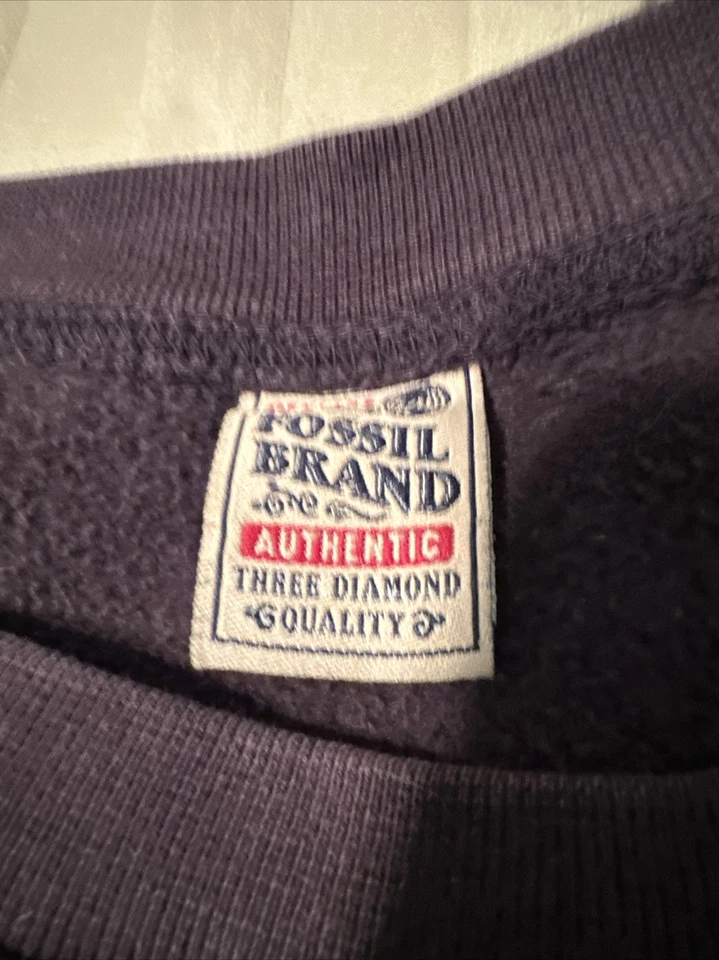 FOSSIL
BRAND
AUTHENTIC
THREE DIAMOND
QUALITY